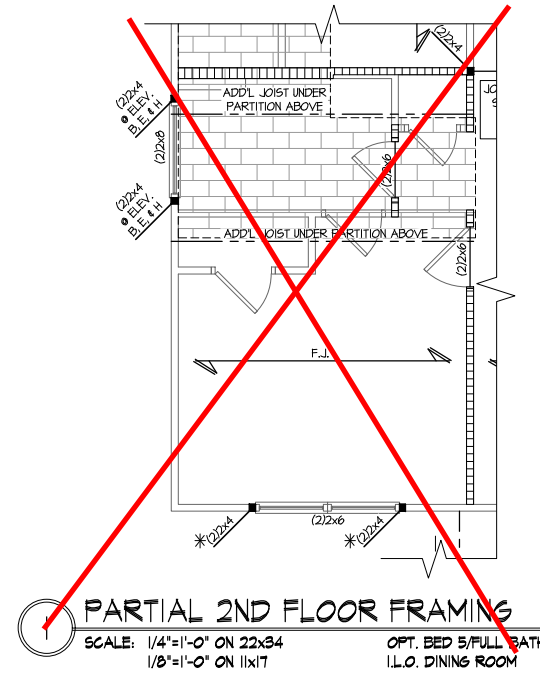 (2)2x4
ADD'L JOIST UNDER
PARTITION ABOVE
(2)2x4
@ ELEV.
B, E, & H
(2)2x8
(2)2x6
(2)2x4
@ ELEV.
B, E, & H
ADD'L JOIST UNDER PARTITION ABOVE
(2)2x6
F.J.
(2)2x4
(2)2x6
(2)2x4
1
PARTIAL 2ND FLOOR FRAMING
SCALE: 1/4"=1'-0" ON 22x34
OPT. BED 5/FULL BATH
1/8"=1'-0" ON 11x17
I.L.O. DINING ROOM